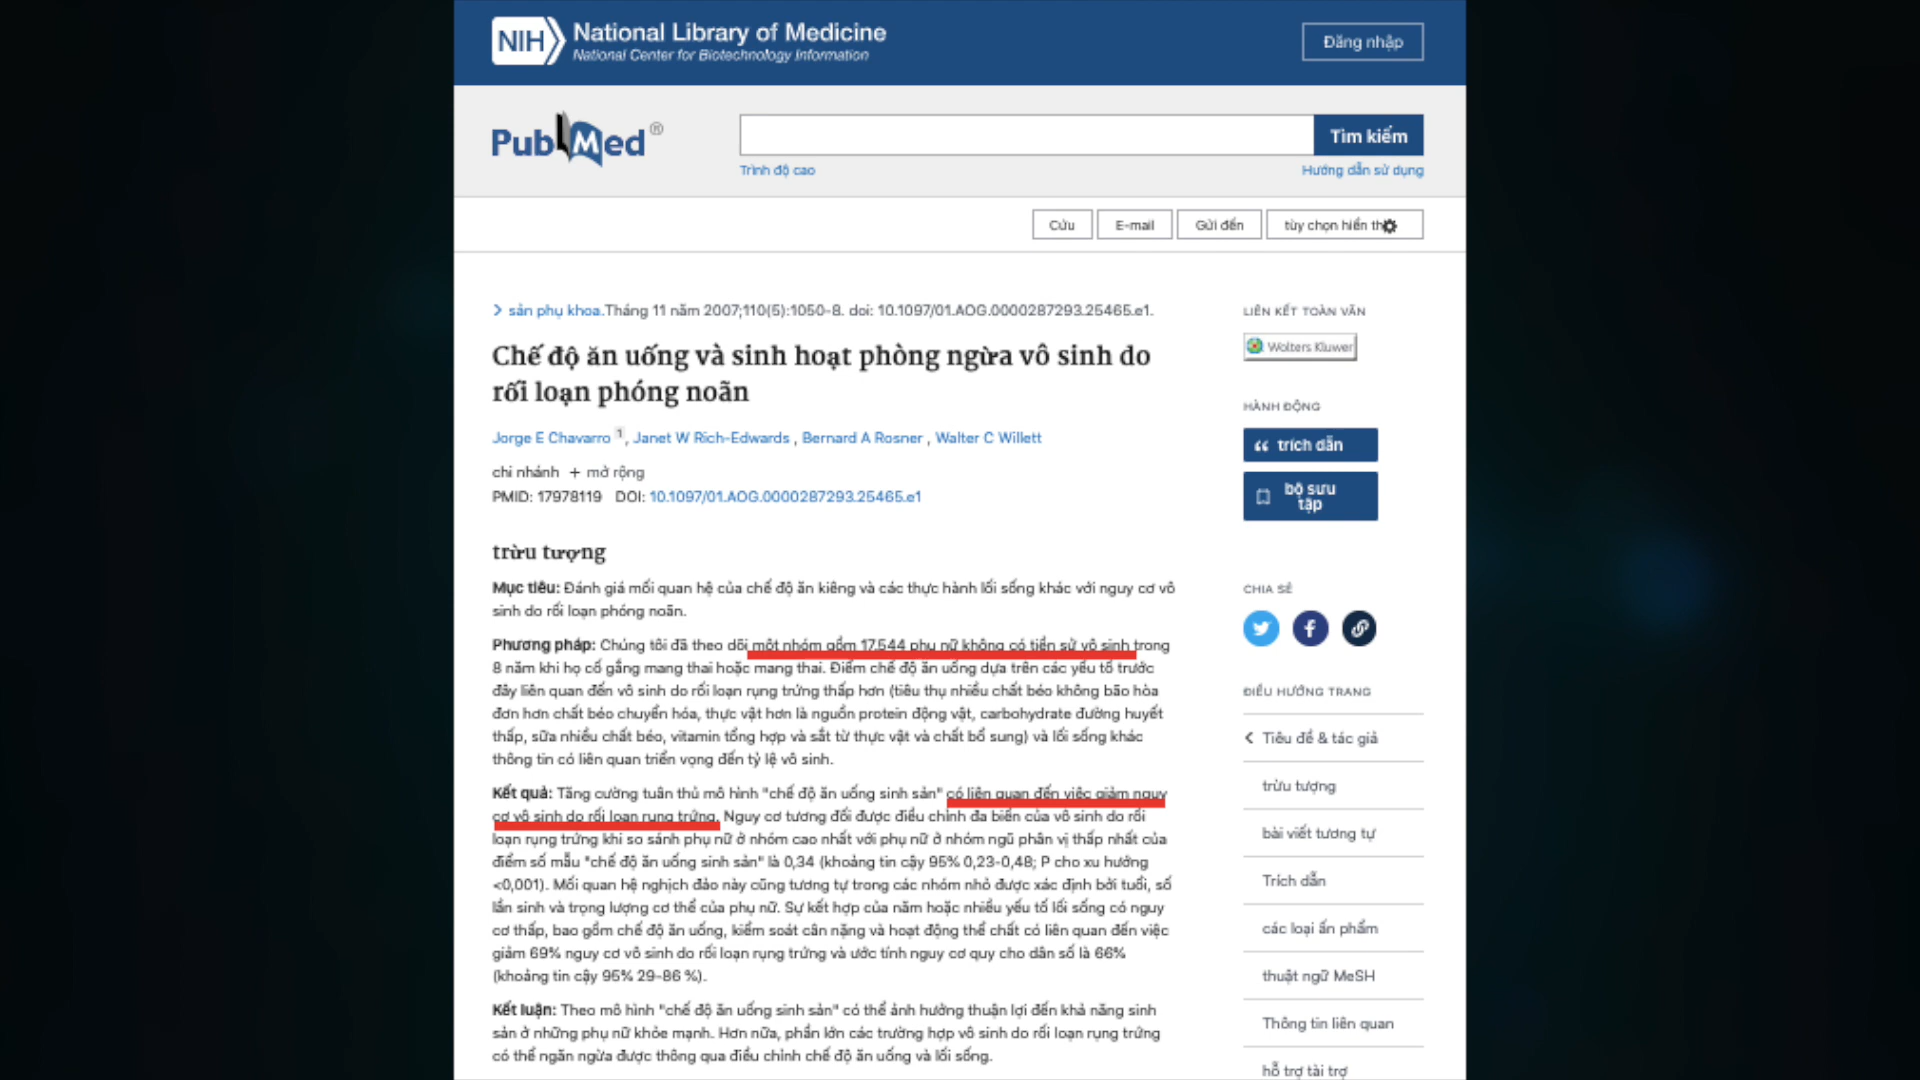 NIH National Library of Medicine
National Center for Biotechnology Information
Đăng nhập
PubMed®
Tìm kiếm
Trình độ cao
Hướng dẫn sử dụng
Cứu
E-mail
Gửi đến
tùy chọn hiển th
sản phụ khoa.Tháng 11 năm 2007;110(5):1050-8. doi: 10.1097/01.AOG.0000287293.25465.e1.
Chế độ ăn uống và sinh hoạt phòng ngừa vô sinh do
rối loạn phóng noãn
Jorge E Chavarro 1, Janet W Rich-Edwards , Bernard A Rosner , Walter C Willett
chi nhánh + mở rộng
PMID: 17978119 DOI: 10.1097/01.AOG.0000287293.25465.e1
trừu tượng
Mục tiêu: Đánh giá mối quan hệ của chế độ ăn kiêng và các thực hành lối sống khác với nguy cơ vô
sinh do rối loạn phóng noãn.
Phương pháp: Chúng tôi đã theo dõi một nhóm gồm 17.544 phụ nữ không có tiền sử vô sinh trong
8 năm khi họ cố gắng mang thai hoặc mang thai. Điểm chế độ ăn uống dựa trên các yếu tố trước
đây liên quan đến vô sinh do rối loạn rụng trứng thấp hơn (tiêu thụ nhiều chất béo không bão hòa
đơn hơn chất béo chuyển hóa, thực vật hơn là nguồn protein động vật, carbohydrate đường huyết
thấp, sữa nhiều chất béo, vitamin tổng hợp và sắt từ thực vật và chất bổ sung) và lối sống khác
thông tin có liên quan triển vọng đến tỷ lệ vô sinh.
Kết quả: Tăng cường tuân thủ mô hình "chế độ ăn uống sinh sản" có liên quan đến việc giảm nguy
cơ vô sinh do rối loạn rụng trứng. Nguy cơ tương đối được điều chỉnh đa biến của vô sinh do rối
loạn rụng trứng khi so sánh phụ nữ ở nhóm cao nhất với phụ nữ ở nhóm ngũ phân vị thấp nhất của
điểm số mẫu "chế độ ăn uống sinh sản" là 0,34 (khoảng tin cậy 95% 0,23-0,48; P cho xu hướng
<0,001). Mối quan hệ nghịch đảo này cũng tương tự trong các nhóm nhỏ được xác định bởi tuổi, số
lần sinh và trọng lượng cơ thể của phụ nữ. Sự kết hợp của năm hoặc nhiều yếu tố lối sống có nguy
cơ thấp, bao gồm chế độ ăn uống, kiểm soát cân nặng và hoạt động thể chất có liên quan đến việc
giảm 69% nguy cơ vô sinh do rối loạn rụng trứng và ước tính nguy cơ quy cho dân số là 66%
(khoảng tin cậy 95% 29-86 %).
Kết luận: Theo mô hình "chế độ ăn uống sinh sản" có thể ảnh hưởng thuận lợi đến khả năng sinh
sản ở những phụ nữ khỏe mạnh. Hơn nữa, phần lớn các trường hợp vô sinh do rối loạn rụng trứng
có thể ngăn ngừa được thông qua điều chỉnh chế độ ăn uống và lối sống.
LIÊN KẾT TOÀN VĂN
Wolters Kluwer
HÀNH ĐỘNG
trích dẫn
bộ sưu
tập
CHIA SẺ
ĐIỀU HƯỚNG TRANG
Tiêu đề & tác giả
trừu tượng
bài viết tương tự
Trích dẫn
các loại ấn phẩm
thuật ngữ MeSH
Thông tin liên quan
hỗ trợ tài trợ